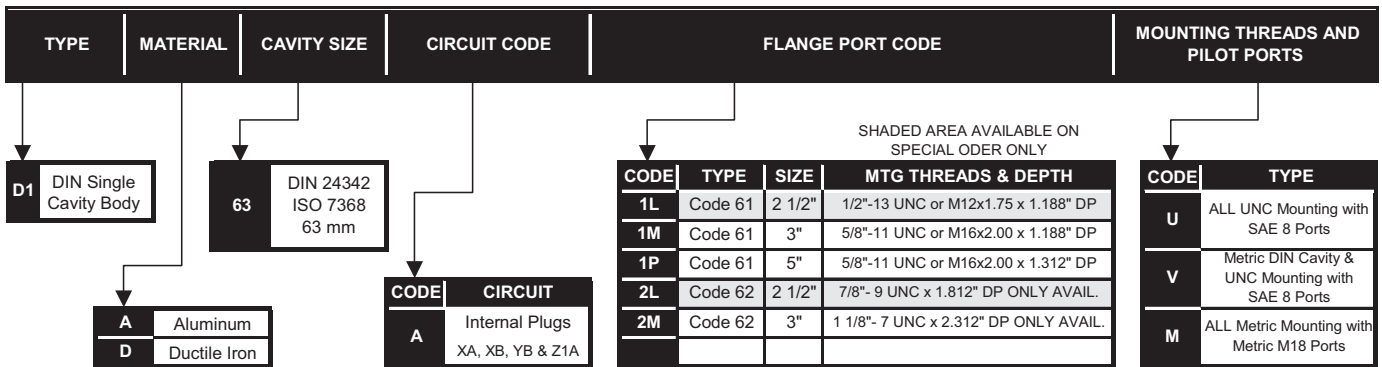 TYPE MATERIAL CAVITY SIZE CIRCUIT CODE FLANGE PORT CODE MOUNTING THREADS AND
PILOT PORTS
D1 DIN Single
Cavity Body
A Aluminum
D Ductile Iron
63 DIN 24342
ISO 7368
63 mm
CODE CIRCUIT
A Internal Plugs
XA, XB, YB & Z1A
SHADED AREA AVAILABLE ON
SPECIAL ODER ONLY
CODE TYPE SIZE MTG THREADS & DEPTH
1L Code 61 2 1/2" 1/2"-13 UNC or M12x1.75 x 1.188" DP
1M Code 61 3" 5/8"-11 UNC or M16x2.00 x 1.188" DP
1P Code 61 5" 5/8"-11 UNC or M16x2.00 x 1.312" DP
2L Code 62 2 1/2" 7/8"- 9 UNC x 1.812" DP ONLY AVAIL.
2M Code 62 3" 1 1/8"- 7 UNC x 2.312" DP ONLY AVAIL.
CODE TYPE
U ALL UNC Mounting with
SAE 8 Ports
V Metric DIN Cavity &
UNC Mounting with
SAE 8 Ports
M ALL Metric Mounting with
Metric M18 Ports